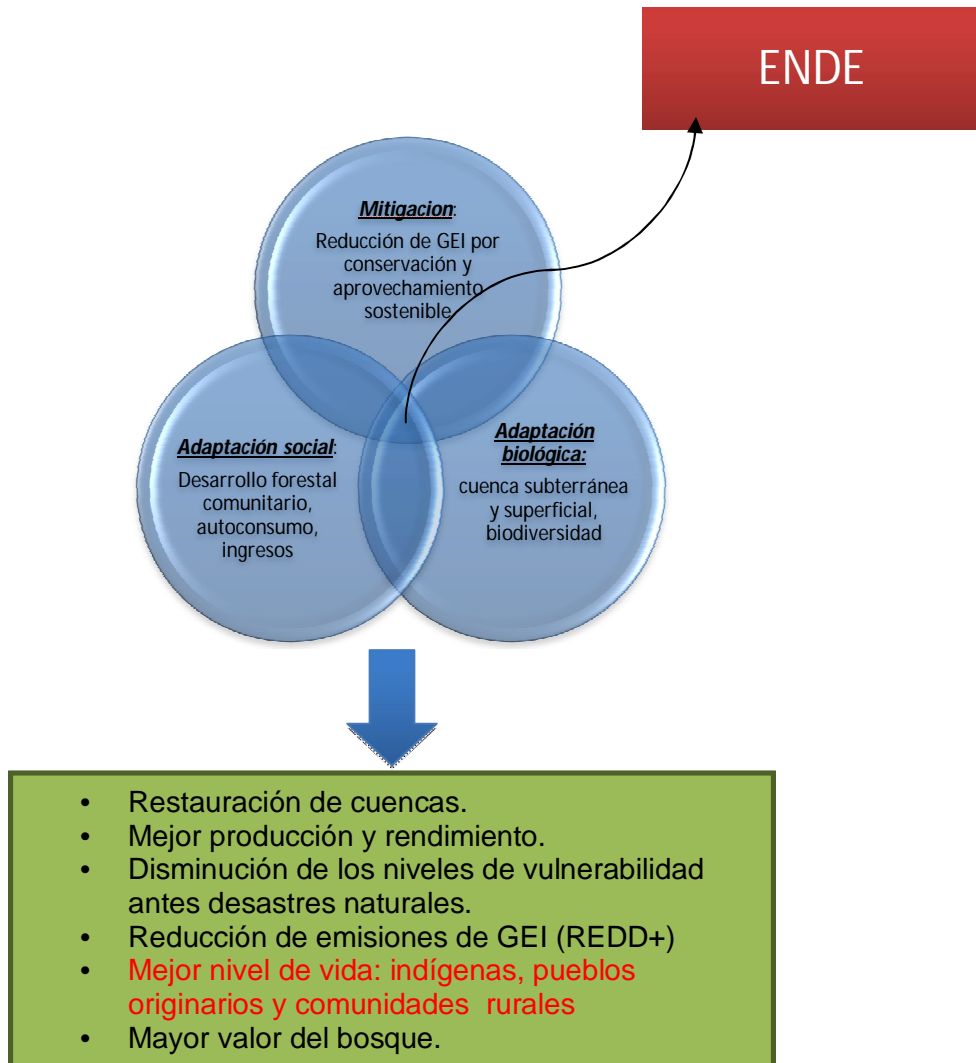 ENDE
Mitigacion:
Reducción de GEI por
conservación y
aprovechamiento
sostenible
Adaptación social:
Desarrollo forestal
comunitario,
autoconsumo,
ingresos
Adaptación
biológica:
cuenca subterránea
y superficial,
biodiversidad
• Restauración de cuencas.
• Mejor producción y rendimiento.
• Disminución de los niveles de vulnerabilidad
antes desastres naturales.
• Reducción de emisiones de GEI (REDD+)
• Mejor nivel de vida: indígenas, pueblos
originarios y comunidades rurales
• Mayor valor del bosque.